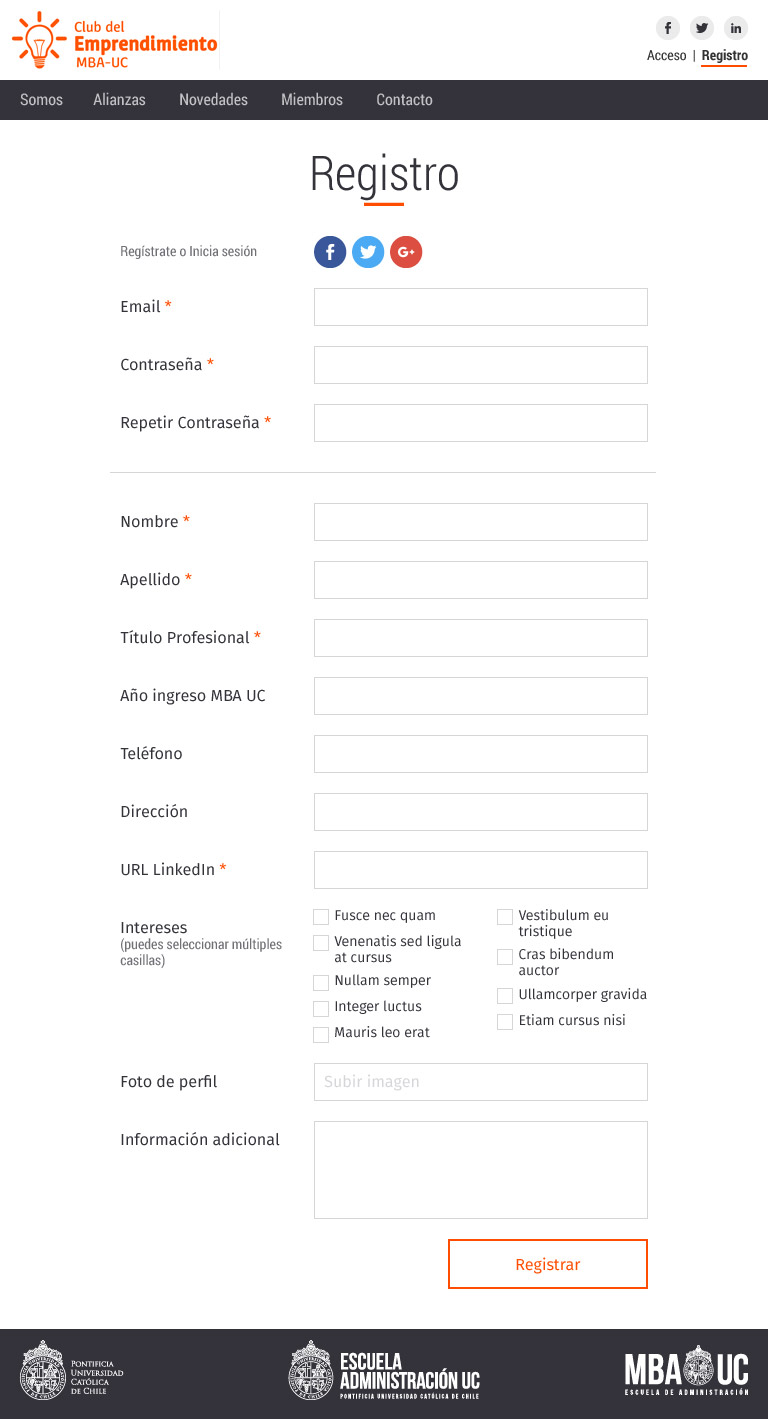 Club del
Emprendimiento
MBA-UC
Acceso | Registro
Somos Alianzas Novedades Miembros Contacto
Registro
Regístrate o Inicia sesión
Email *
Contraseña *
Repetir Contraseña *
Nombre *
Apellido *
Título Profesional *
Año ingreso MBA UC
Teléfono
Dirección
URL LinkedIn *
Intereses
(puedes seleccionar múltiples
casillas)
Fusce nec quam
Venenatis sed ligula
at cursus
Nullam semper
Integer luctus
Mauris leo erat
Vestibulum eu
tristique
Cras bibendum
auctor
Ullamcorper gravida
Etiam cursus nisi
Foto de perfil
Subir imagen
Información adicional
Registrar
PONTIFICIA
UNIVERSIDAD
CATÓLICA
DE CHILE
ESCUELA
ADMINISTRACIÓN UC
PONTIFICIA UNIVERSIDAD CATÓLICA DE CHILE
MBA UC
ESCUELA DE ADMINISTRACIÓN